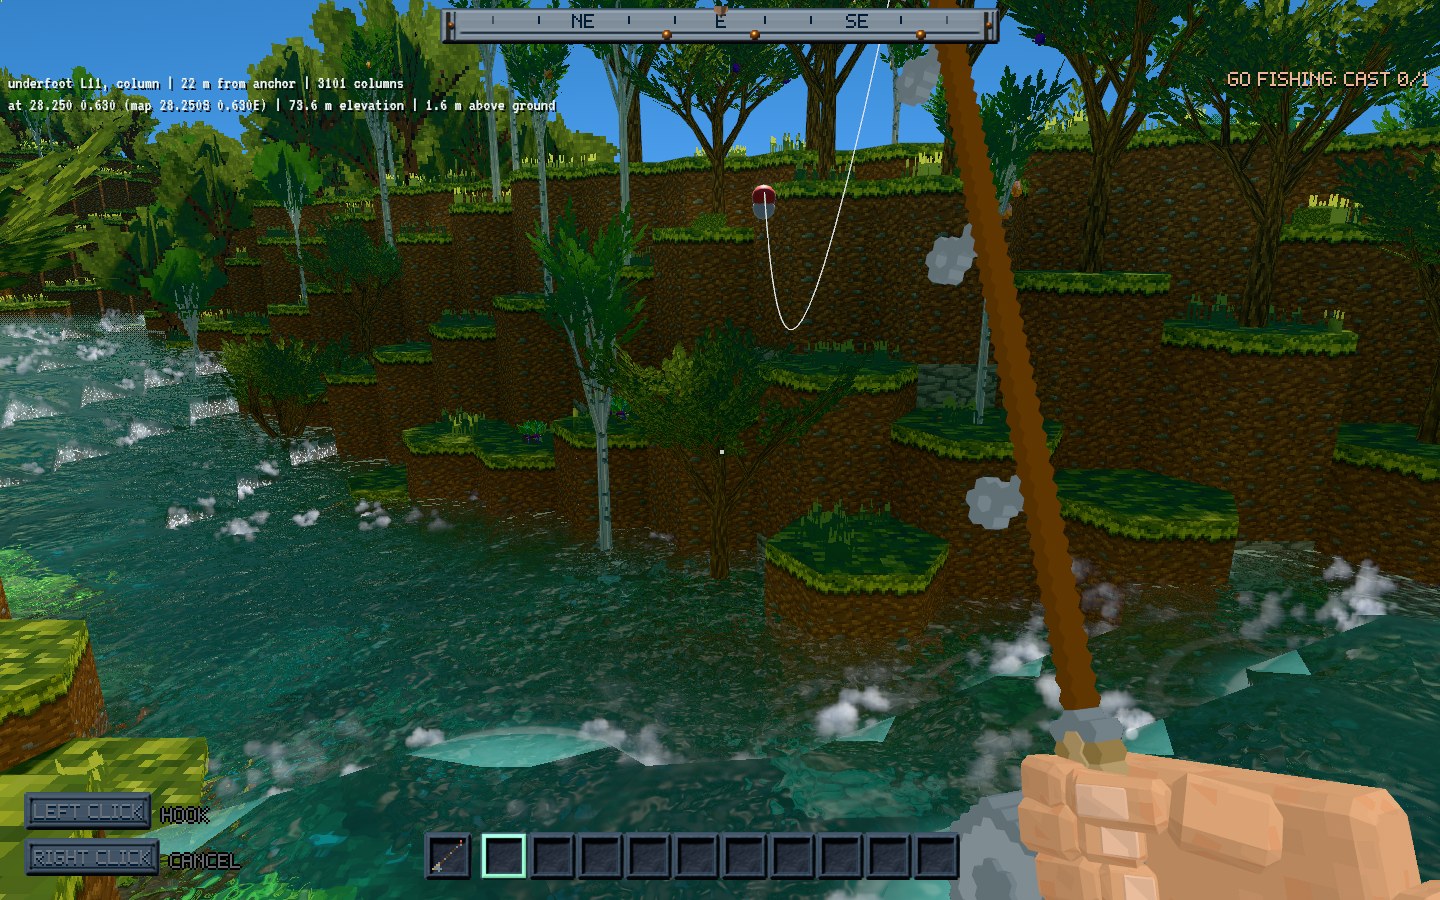 NE E SE
underfoot L11, column | 22 m from anchor | 3101 columns
at 28.250 0.630 (map 28.250S 0.630E) | 73.6 m elevation | 1.6 m above ground
GO FISHING: CAST 0/1
LEFT CLICK HOOK
RIGHT CLICK CANCEL